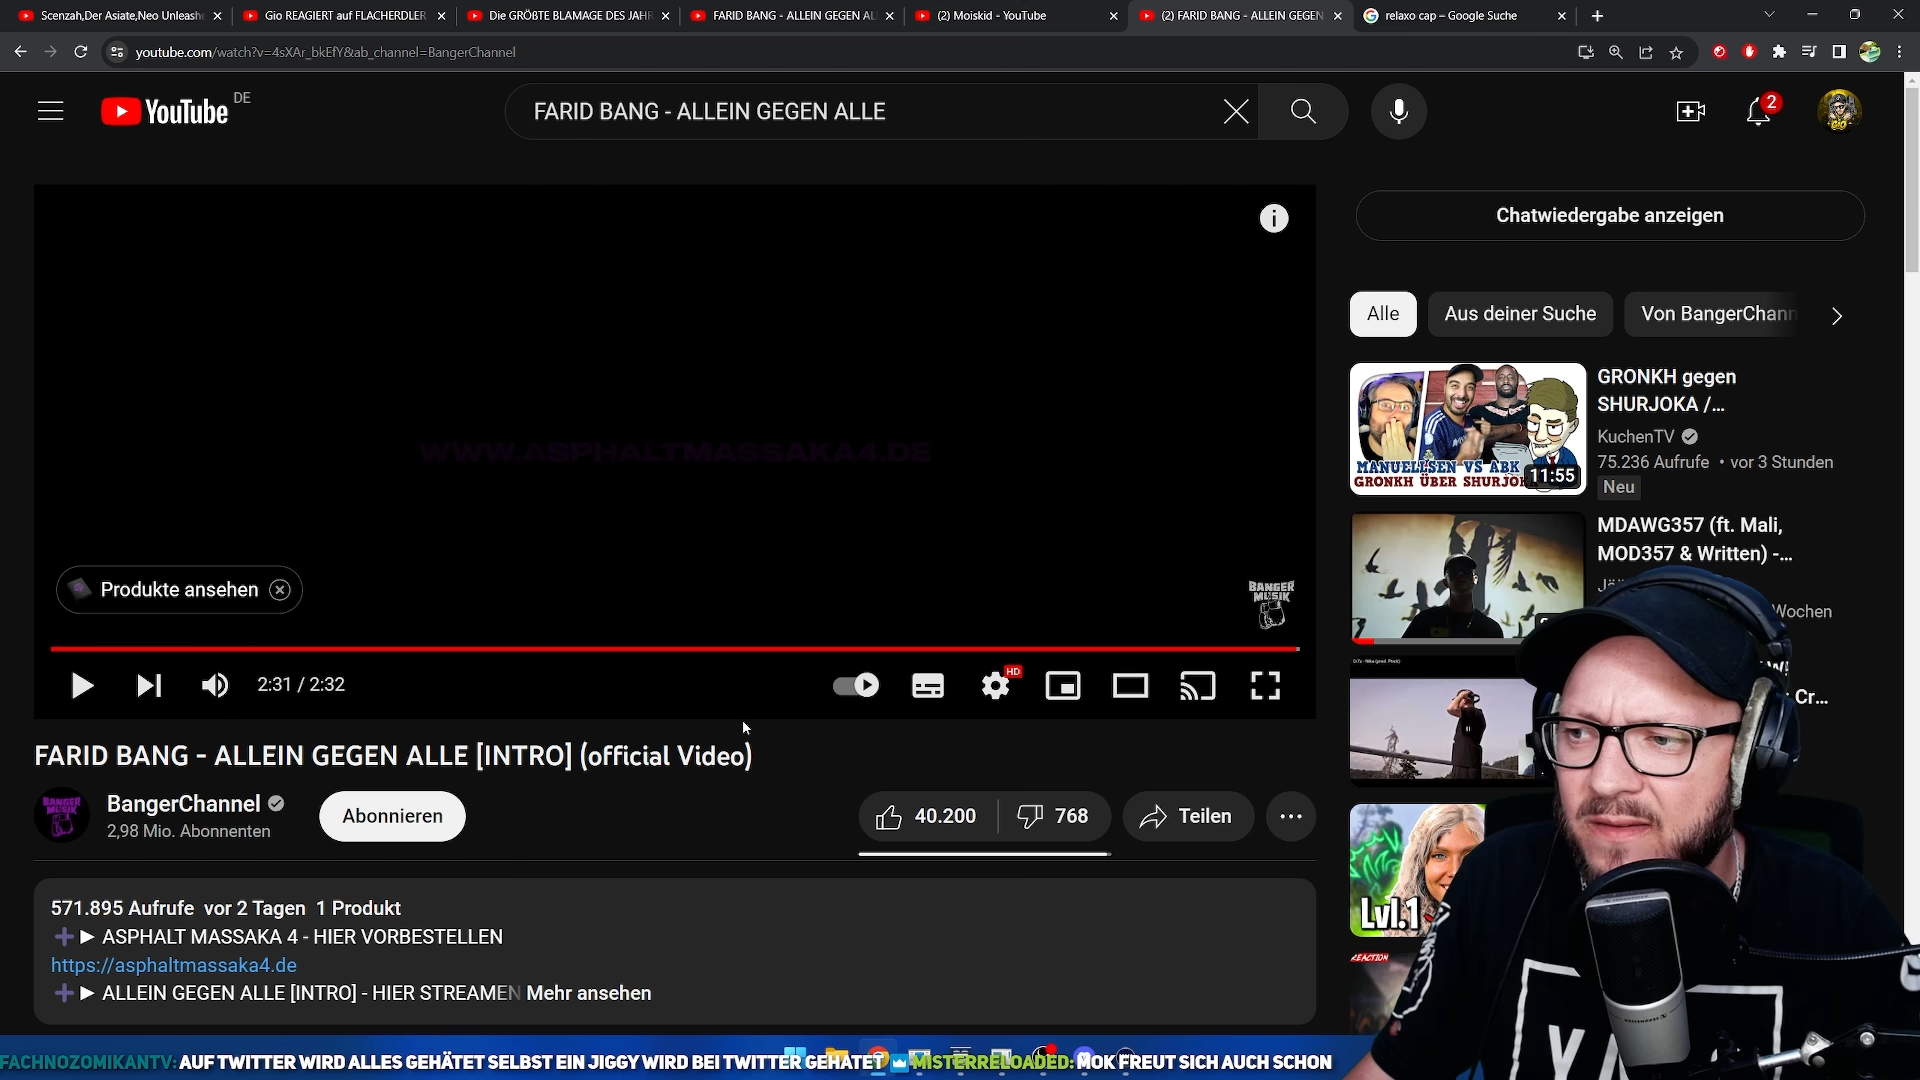 Scenzah,Der Asiate,Neo Unleash
Gio REAGIERT auf FLACHERDLER
Die GRÖßTE BLAMAGE DES JAHR
FARID BANG - ALLEIN GEGEN AL
(2) Moiskid - YouTube
(2) FARID BANG - ALLEIN GEGEN
relaxo cap – Google Suche
youtube.com/watch?v=4sXAr_bkEfY&ab_channel=BangerChannel
YouTube DE
FARID BANG - ALLEIN GEGEN ALLE
2
Chatwiedergabe anzeigen
Alle
Aus deiner Suche
Von BangerChann
WWW.ASPHALTMASSAKA4.DE
Produkte ansehen
BANGER
MUSIK
2:31 / 2:32
HD
FARID BANG - ALLEIN GEGEN ALLE [INTRO] (official Video)
BANGER
MUSIK
BangerChannel
2,98 Mio. Abonnenten
Abonnieren
40.200
768
Teilen
571.895 Aufrufe vor 2 Tagen 1 Produkt
ASPHALT MASSAKA 4 - HIER VORBESTELLEN
https://asphaltmassaka4.de
ALLEIN GEGEN ALLE [INTRO] - HIER STREAMEN Mehr ansehen
MANUELLSEN VS ABK
GRONKH ÜBER SHURJOKA
11:55
GRONKH gegen
SHURJOKA /...
KuchenTV
75.236 Aufrufe • vor 3 Stunden
Neu
MDAWG357 (ft. Mali,
MOD357 & Written) -...
Wochen
Cr...
Lvl.1
REACTION
FACHNOZOMIKANTV: AUF TWITTER WIRD ALLES GEHÄTET SELBST EIN JIGGY WIRD BEI TWITTER GEHATET MISTERRELOADED: MOK FREUT SICH AUCH SCHON